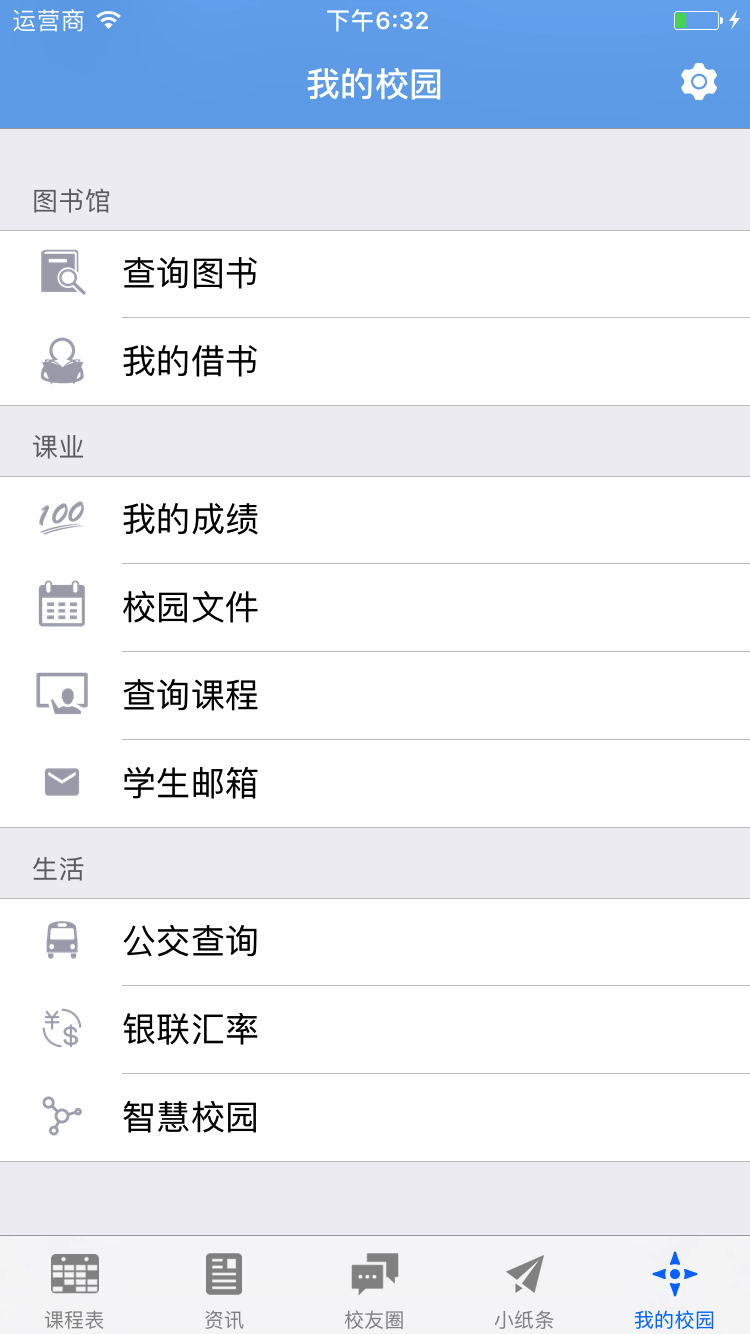 运营商 下午6:32
我的校园
图书馆
查询图书
我的借书
课业
100 我的成绩
校园文件
查询课程
学生邮箱
生活
公交查询
¥$ 银联汇率
智慧校园
课程表 资讯 校友圈 小纸条 我的校园